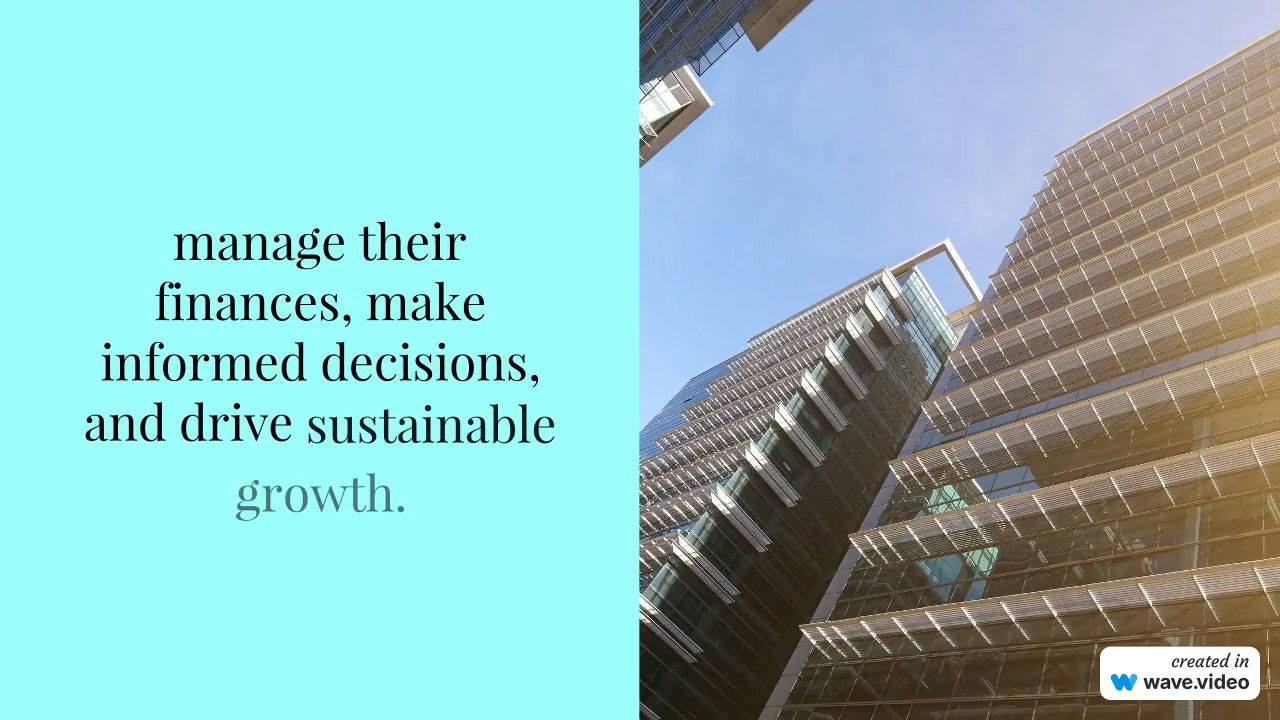 manage their
finances, make
informed decisions,
and drive sustainable
growth.
created in
wave.video